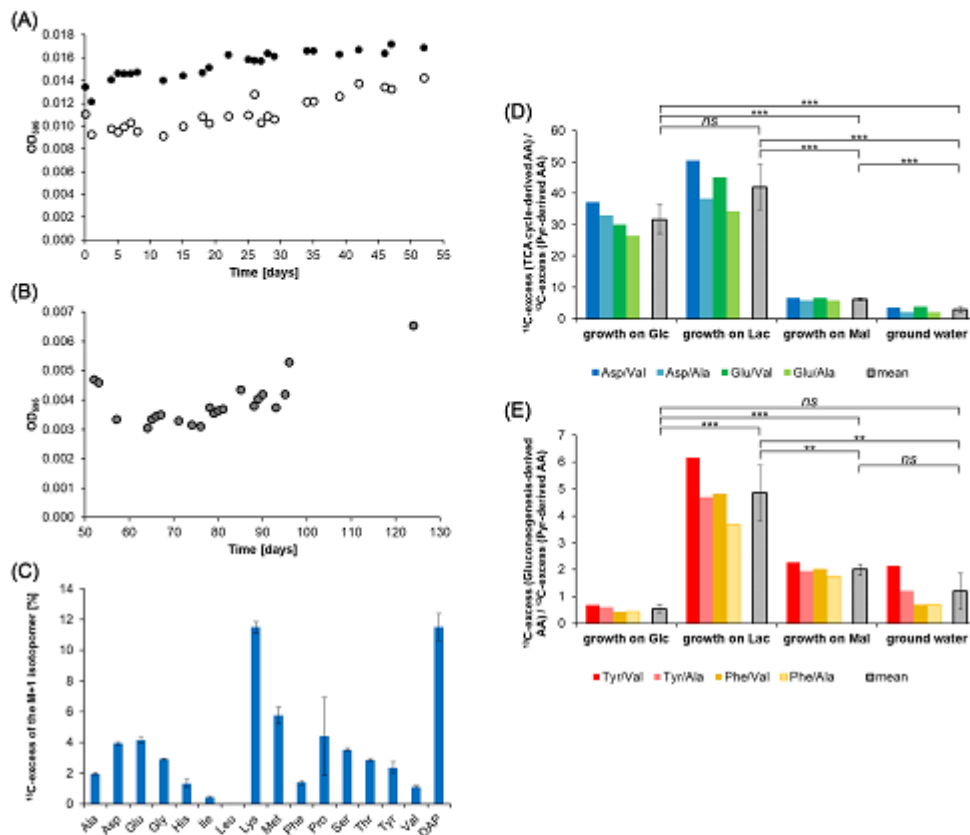 (A)
0.018
0.016
0.014
0.012
0.010
0.008
0.006
0.004
0.002
0.000
OD₅₉₅
0 5 10 15 20 25 30 35 40 45 50 55
Time [days]
(B)
0.007
0.006
0.005
0.004
0.003
0.002
0.001
0.000
OD₅₉₅
50 60 70 80 90 100 110 120 130
Time [days]
(C)
14
12
10
8
6
4
2
0
¹³C-excess of the M+1 isotopomer [%]
Ala Asp Glu Gly His Ile Leu Lys Met Phe Pro Ser Thr Tyr Val DAP
(D)
***
***
ns
***
***
***
60
50
40
30
20
10
0
¹³C-excess (TCA cycle-derived AA) /
¹³C-excess (Pyr-derived AA)
growth on Glc growth on Lac growth on Mal ground water
Asp/Val Asp/Ala Glu/Val Glu/Ala mean
(E)
ns
***
***
**
**
ns
7
6
5
4
3
2
1
0
¹³C-excess (Gluconeogenesis-derived
AA) / ¹³C-excess (Pyr-derived AA)
growth on Glc growth on Lac growth on Mal ground water
Tyr/Val Tyr/Ala Phe/Val Phe/Ala mean